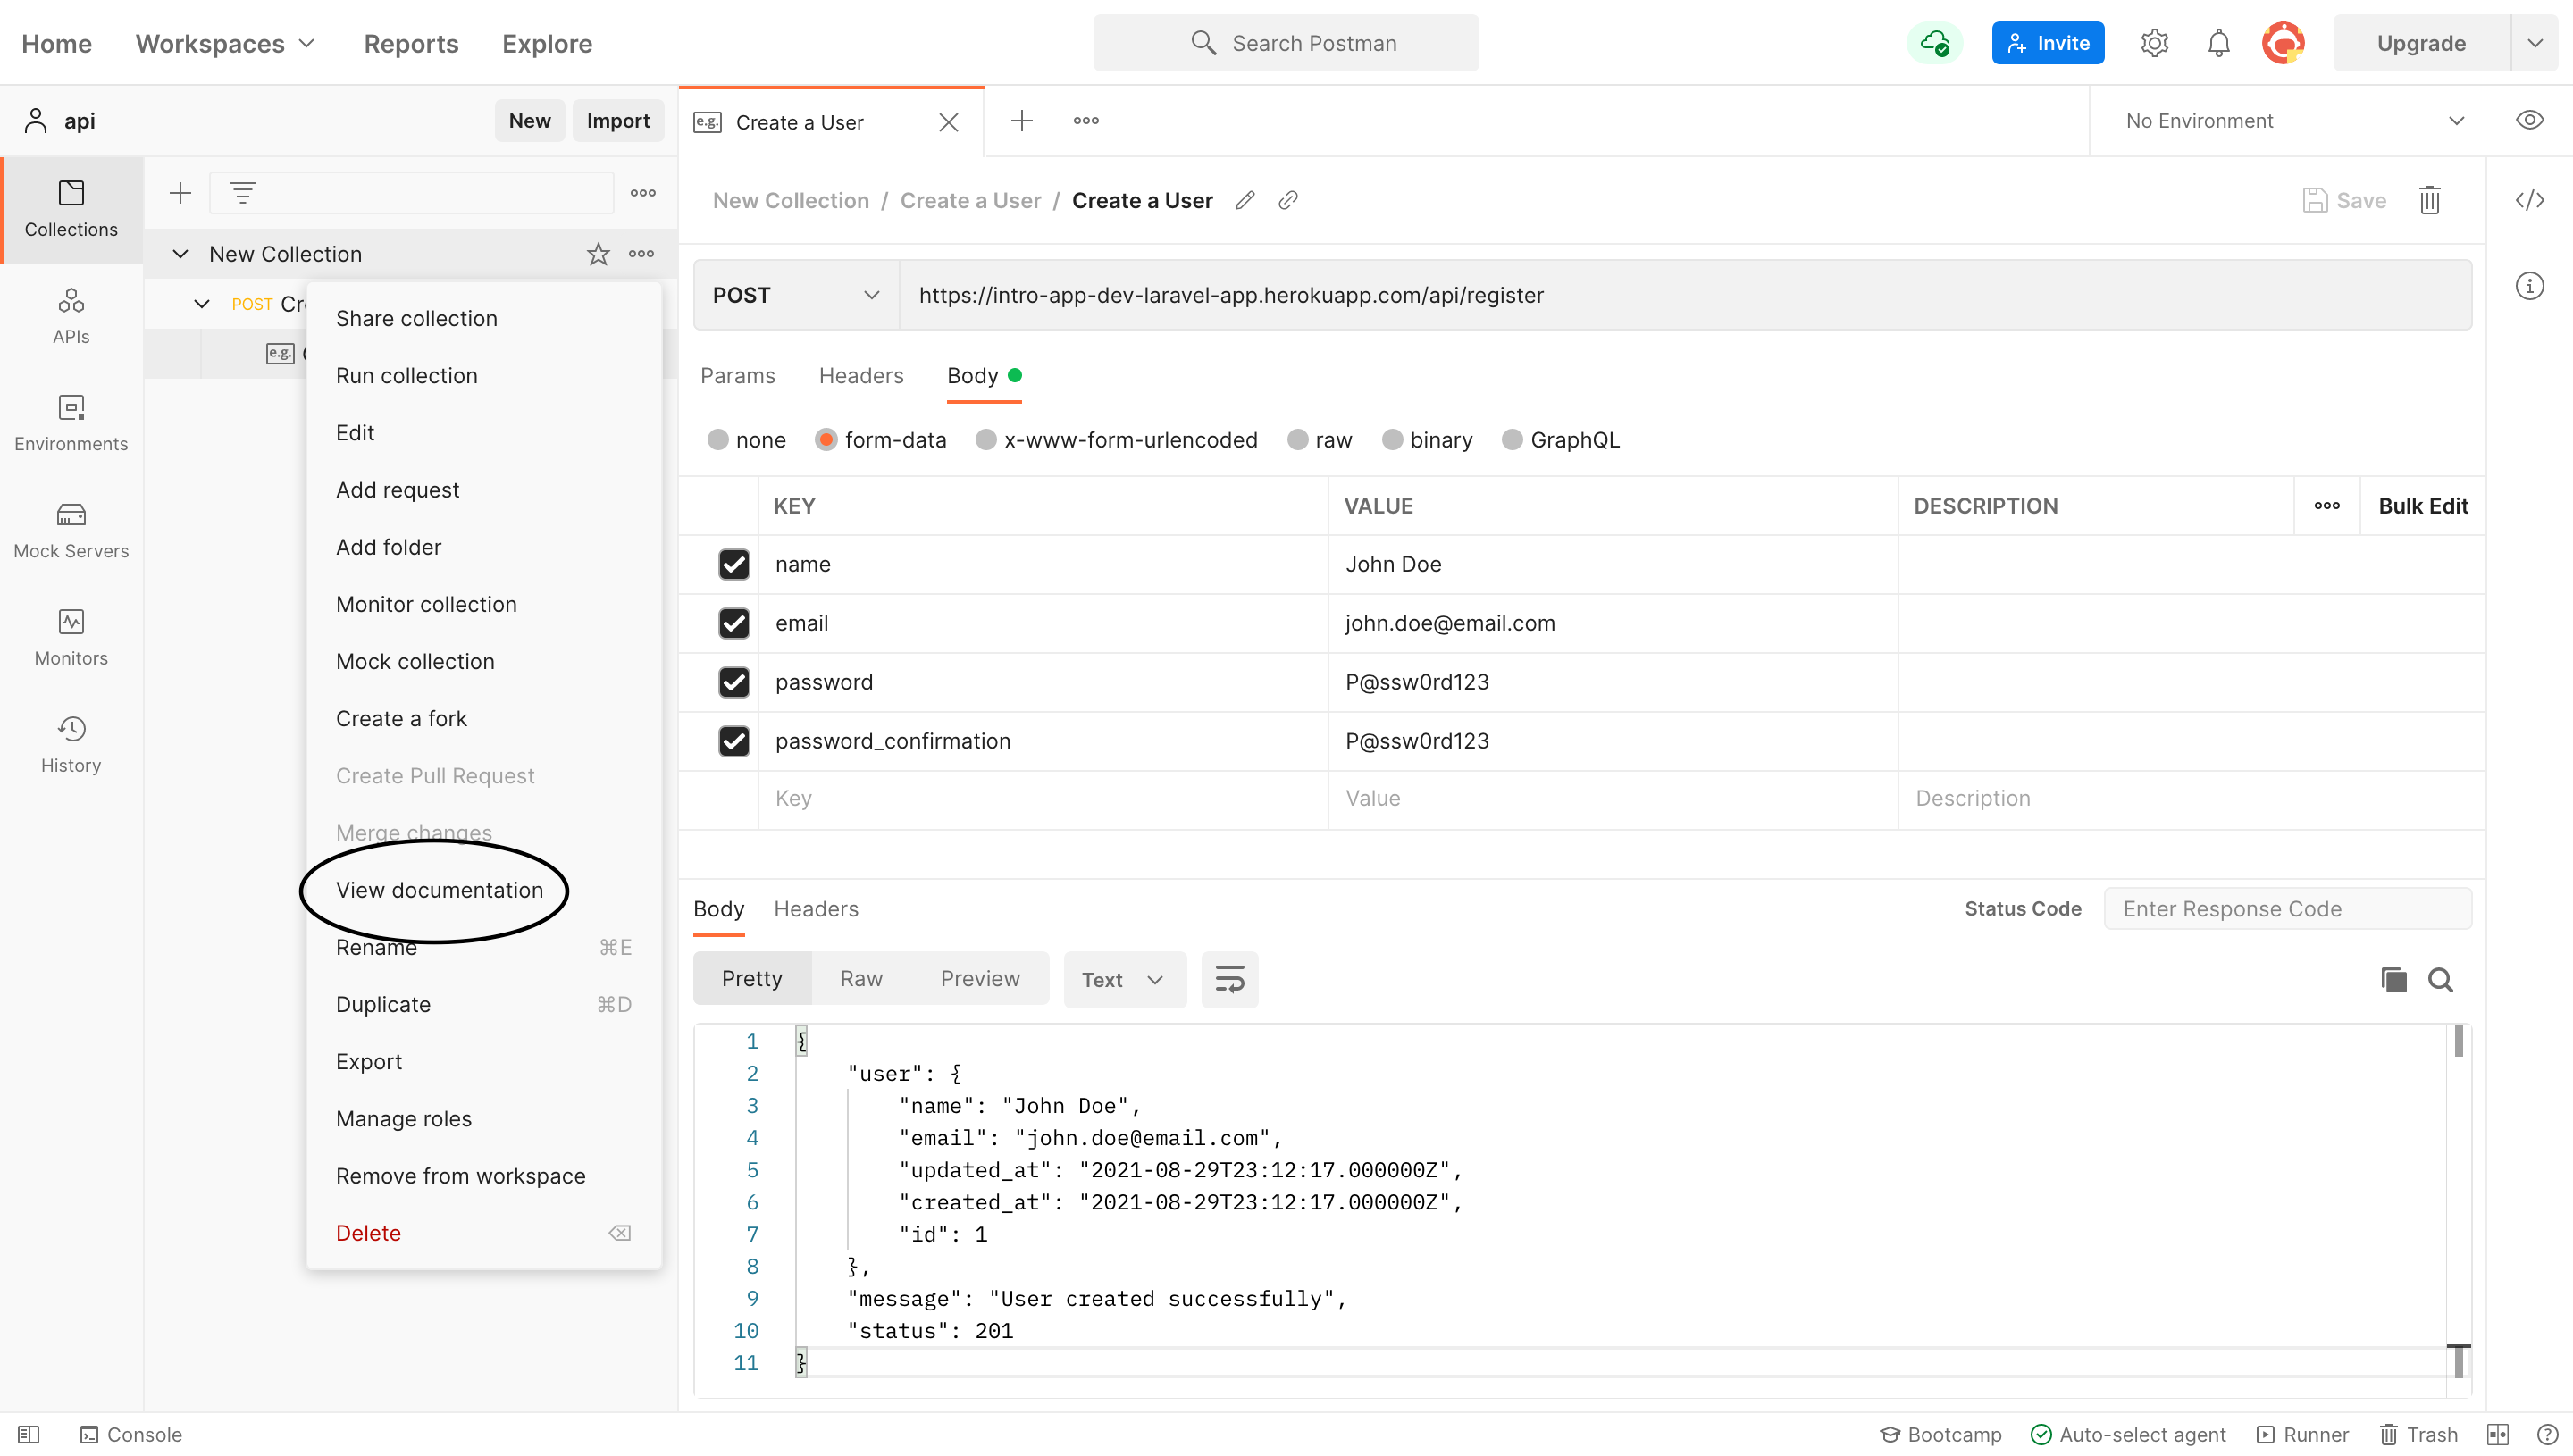 Home Workspaces Reports Explore Search Postman Invite Upgrade
api New Import
e.g. Create a User No Environment
Collections
New Collection / Create a User / Create a User Save
New Collection
POST Cr
e.g.
APIs
Environments
Mock Servers
Monitors
History
Share collection
Run collection
Edit
Add request
Add folder
Monitor collection
Mock collection
Create a fork
Create Pull Request
Merge changes
View documentation
Rename ⌘E
Duplicate ⌘D
Export
Manage roles
Remove from workspace
Delete
POST https://intro-app-dev-laravel-app.herokuapp.com/api/register
Params Headers Body
none form-data x-www-form-urlencoded raw binary GraphQL
KEY VALUE DESCRIPTION Bulk Edit
name John Doe
email john.doe@email.com
password P@ssw0rd123
password_confirmation P@ssw0rd123
Key Value Description
Body Headers Status Code Enter Response Code
Pretty Raw Preview Text
1 {
2 "user": {
3 "name": "John Doe",
4 "email": "john.doe@email.com",
5 "updated_at": "2021-08-29T23:12:17.000000Z",
6 "created_at": "2021-08-29T23:12:17.000000Z",
7 "id": 1
8 },
9 "message": "User created successfully",
10 "status": 201
11 }
Console Bootcamp Auto-select agent Runner Trash